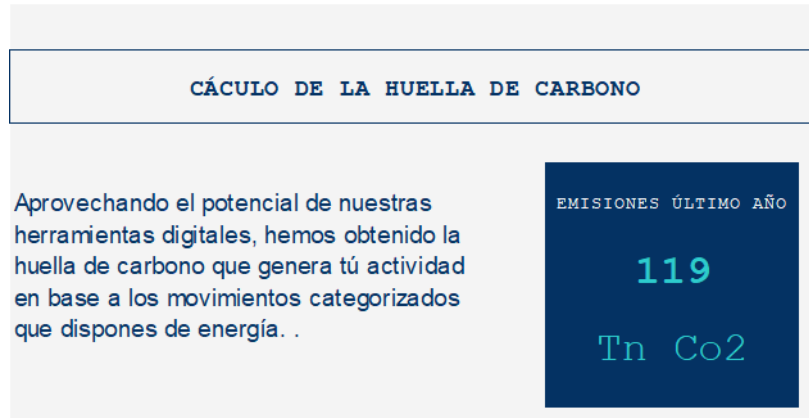 CÁCULO DE LA HUELLA DE CARBONO
Aprovechando el potencial de nuestras
herramientas digitales, hemos obtenido la
huella de carbono que genera tú actividad
en base a los movimientos categorizados
que dispones de energía. .
EMISIONES ÚLTIMO AÑO
119
Tn Co2